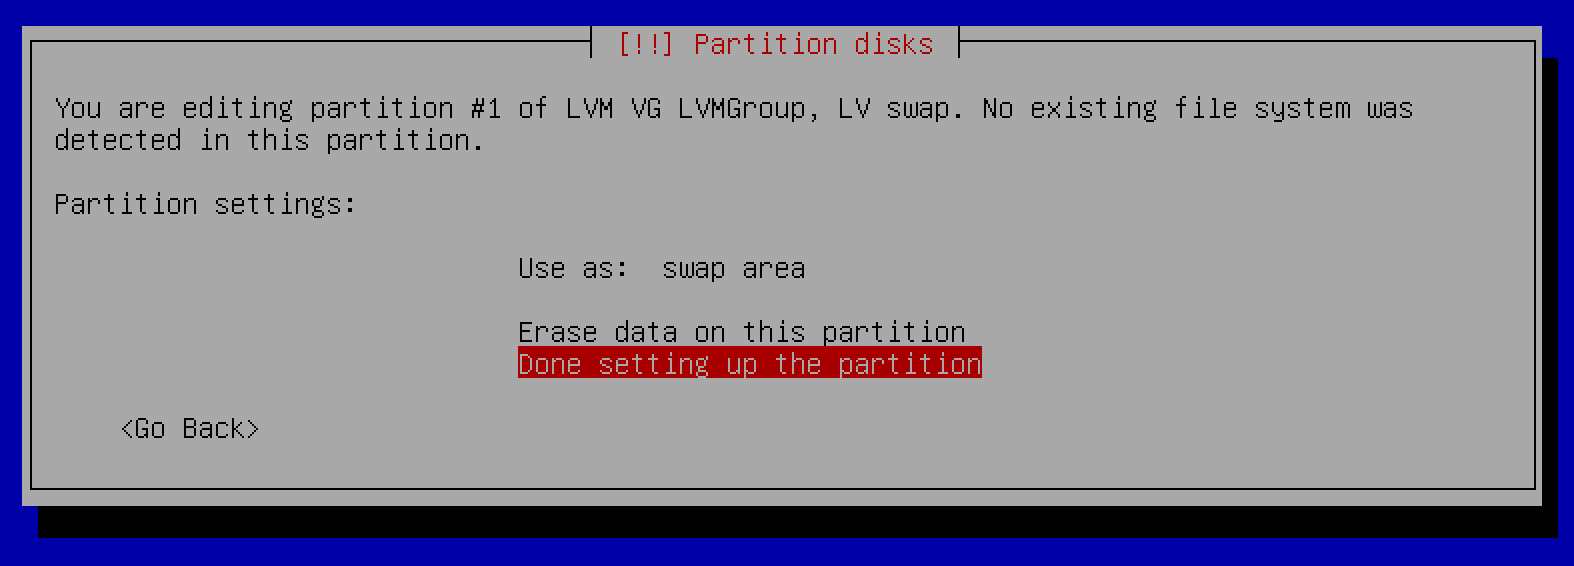 [!!] Partition disks
You are editing partition #1 of LVM VG LVMGroup, LV swap. No existing file system was
detected in this partition.
Partition settings:
Use as:  swap area
Erase data on this partition
Done setting up the partition
<Go Back>